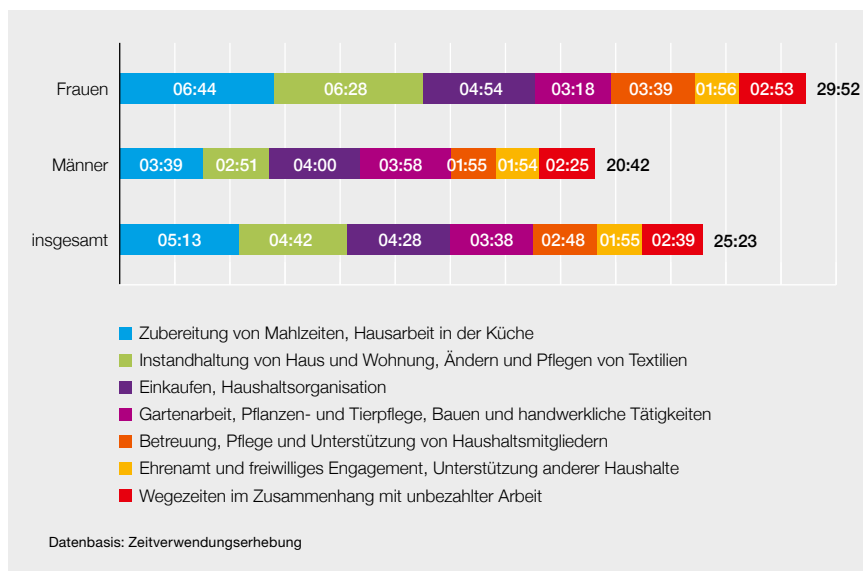 Frauen 06:44 06:28 04:54 03:18 03:39 01:56 02:53 29:52
Männer 03:39 02:51 04:00 03:58 01:55 01:54 02:25 20:42
insgesamt 05:13 04:42 04:28 03:38 02:48 01:55 02:39 25:23
Zubereitung von Mahlzeiten, Hausarbeit in der Küche
Instandhaltung von Haus und Wohnung, Ändern und Pflegen von Textilien
Einkaufen, Haushaltsorganisation
Gartenarbeit, Pflanzen- und Tierpflege, Bauen und handwerkliche Tätigkeiten
Betreuung, Pflege und Unterstützung von Haushaltsmitgliedern
Ehrenamt und freiwilliges Engagement, Unterstützung anderer Haushalte
Wegezeiten im Zusammenhang mit unbezahlter Arbeit
Datenbasis: Zeitverwendungserhebung